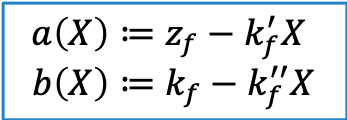 a(X) ≔ z_f − k′_f X
b(X) ≔ k_f − k″_f X